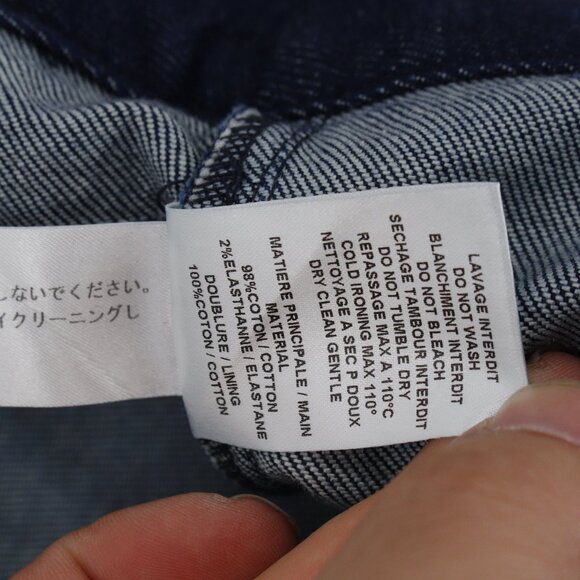 しないでください。
イクリーニングし
LAVAGE INTERDIT
DO NOT WASH
BLANCHIMENT INTERDIT
DO NOT BLEACH
SECHAGE TAMBOUR INTERDIT
DO NOT TUMBLE DRY
REPASSAGE MAX A 110°C
COLD IRONING MAX 110°
NETTOYAGE A SEC P DOUX
DRY CLEAN GENTLE
MATIERE PRINCIPALE / MAIN
MATERIAL
98%COTON / COTTON
2%ELASTHANNE / ELASTANE
DOUBLURE / LINING
100%COTON / COTTON